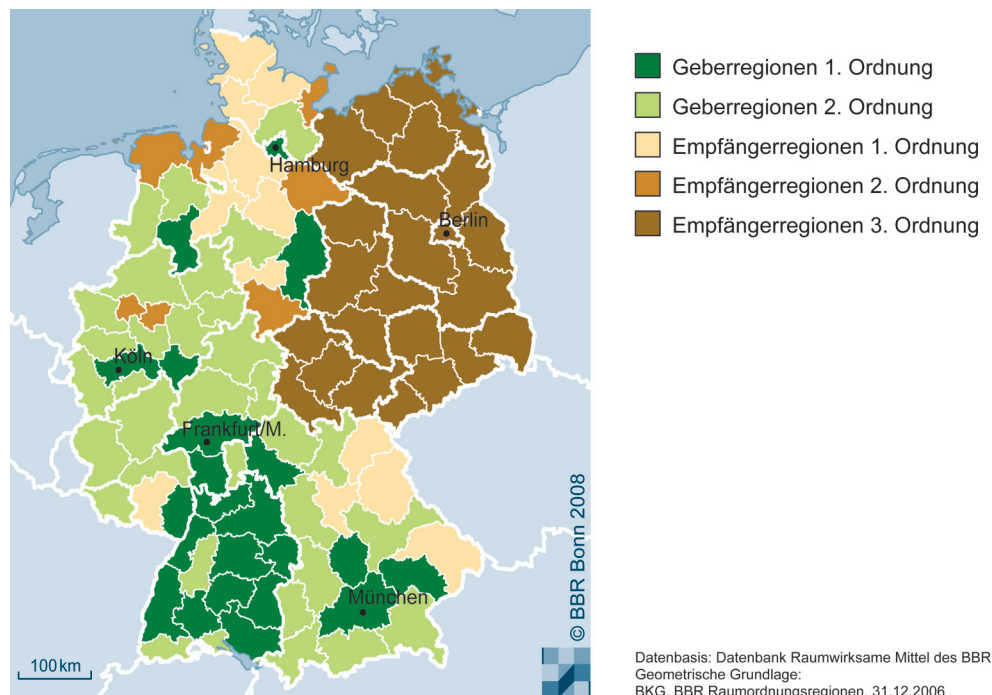 Geberregionen 1. Ordnung
Geberregionen 2. Ordnung
Empfängerregionen 1. Ordnung
Empfängerregionen 2. Ordnung
Empfängerregionen 3. Ordnung
Hamburg
Berlin
Köln
Frankfurt/M.
München
100 km
© BBR Bonn 2008
Datenbasis: Datenbank Raumwirksame Mittel des BBR
Geometrische Grundlage:
BKG, BBR Raumordnungsregionen, 31.12.2006